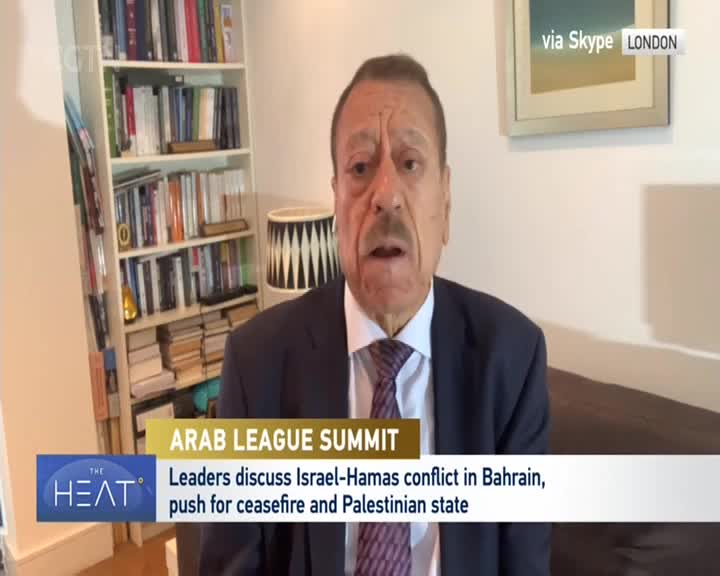 CGTN
via Skype LONDON
ARAB LEAGUE SUMMIT
THE
HEAT
Leaders discuss Israel-Hamas conflict in Bahrain,
push for ceasefire and Palestinian state